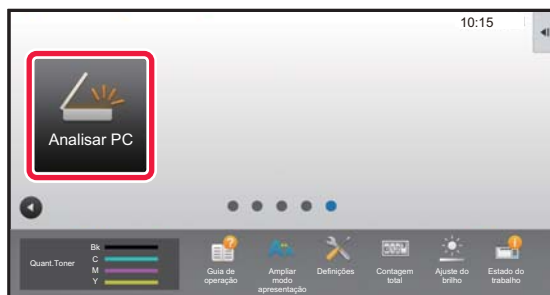 10:15
Analisar PC
Quant.Toner
Bk
C
M
Y
Guia de
operação
Ampliar
modo
apresentação
Definições
Contagem
total
Ajuste do
brilho
Estado do
trabalho